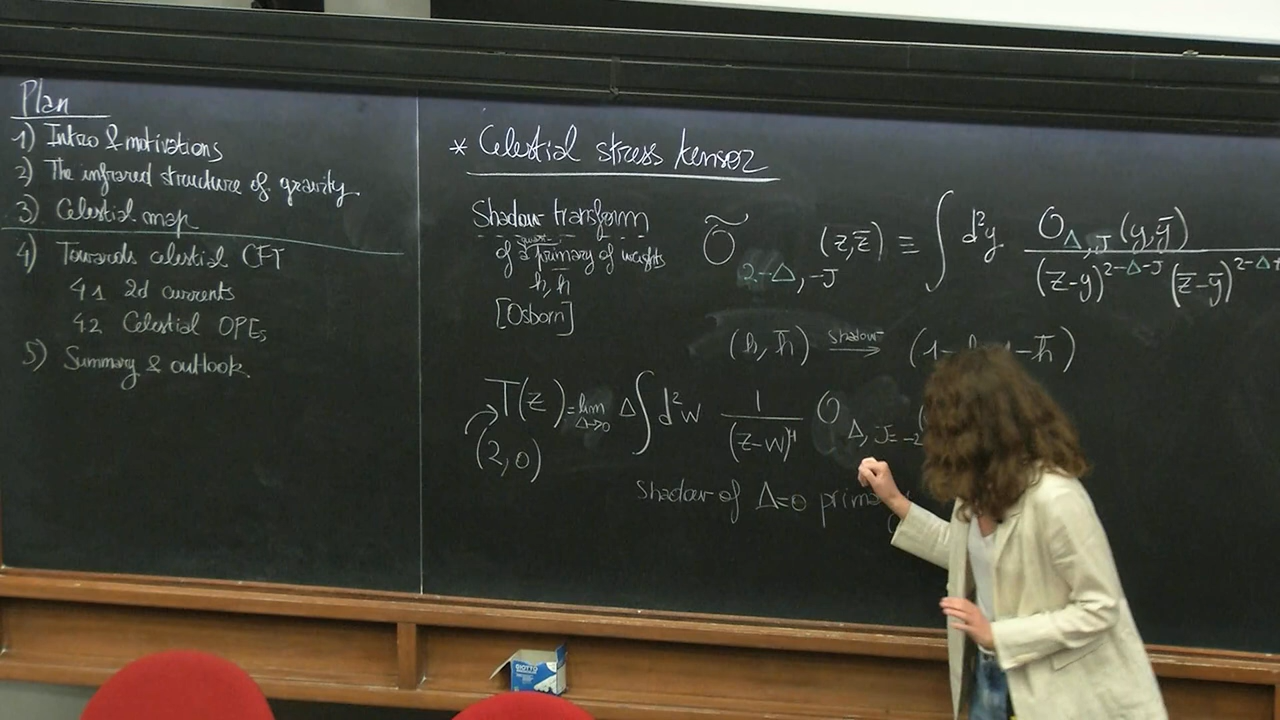 Plan
1) Intro & motivations
2) The infrared structure of gravity
3) Celestial map
4) Towards celestial CFT
4.1 2d currents
4.2 Celestial OPEs
5) Summary & outlook
* Celestial stress tensor
Shadow transform
of a quasi-primary of weights
h, h̄
[Osborn]
Õ_{2-Δ,-J} (z,z̄) ≡ ∫ d²y O_{Δ,J}(y,ȳ) / (z-y)^{2-Δ-J} (z̄-ȳ)^{2-Δ+
(h, h̄) shadow → (1-h, 1-h̄)
T(z) = lim_{Δ→0} Δ ∫ d²w 1/(z-w)⁴ O_{Δ, J=-2}
(2,0)
Shadow of Δ=0
GIOTTO